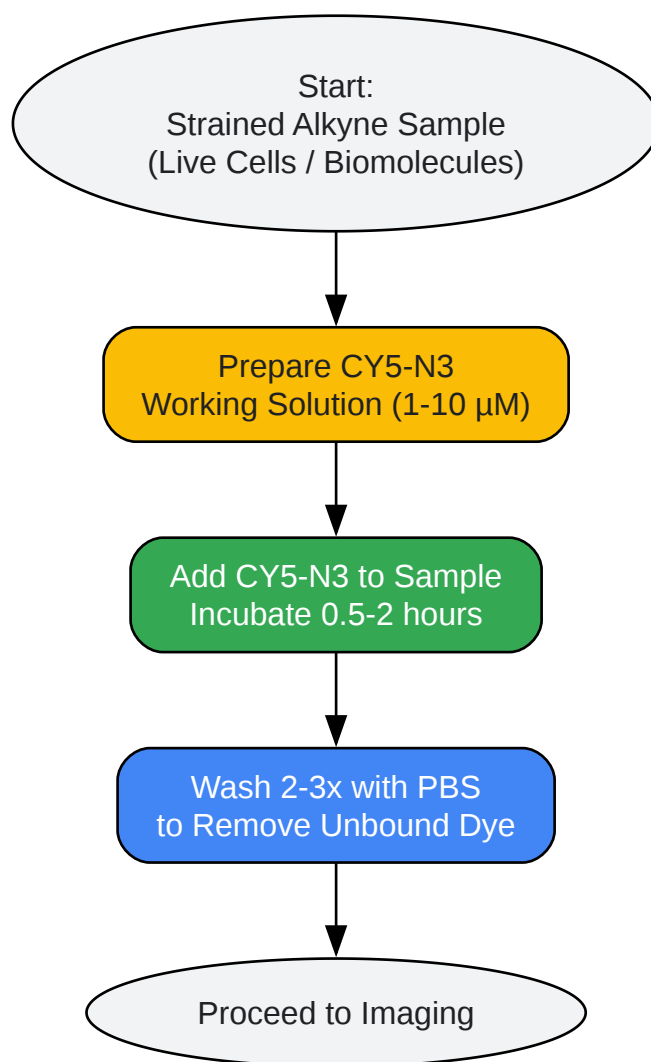 Start:
Strained Alkyne Sample
(Live Cells / Biomolecules)
Prepare CY5-N3
Working Solution (1-10 µM)
Add CY5-N3 to Sample
Incubate 0.5-2 hours
Wash 2-3x with PBS
to Remove Unbound Dye
Proceed to Imaging